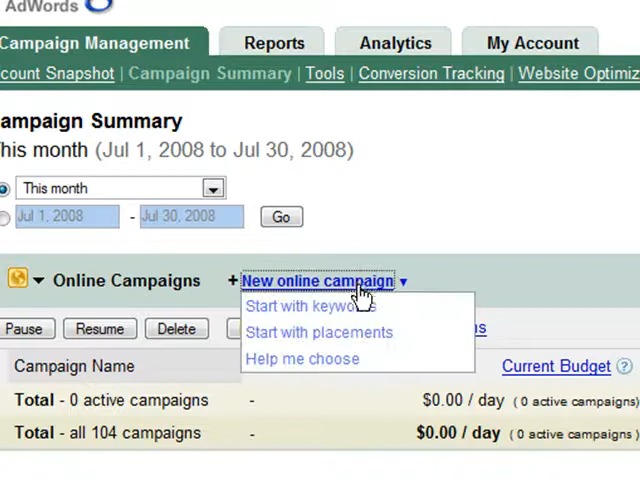 AdWords
Campaign Management Reports Analytics My Account
count Snapshot | Campaign Summary | Tools | Conversion Tracking | Website Optimiz
ampaign Summary
his month (Jul 1, 2008 to Jul 30, 2008)
This month
Jul 1, 2008 - Jul 30, 2008 Go
Online Campaigns + New online campaign
Start with keywords
Start with placements
Help me choose
Pause Resume Delete
Campaign Name Current Budget ?
Total - 0 active campaigns - $0.00 / day ( 0 active campaigns)
Total - all 104 campaigns - $0.00 / day ( 0 active campaigns)